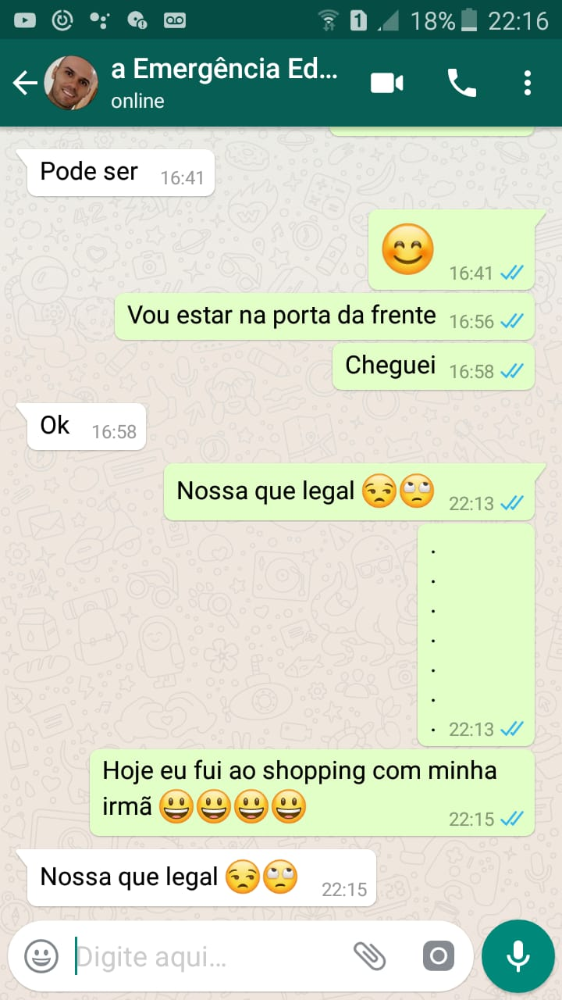 18% 22:16
a Emergência Ed...
online
Pode ser 16:41
16:41
Vou estar na porta da frente 16:56
Cheguei 16:58
Ok 16:58
Nossa que legal 22:13
.
.
.
.
.
.
. 22:13
Hoje eu fui ao shopping com minha
irmã 22:15
Nossa que legal 22:15
Digite aqui...